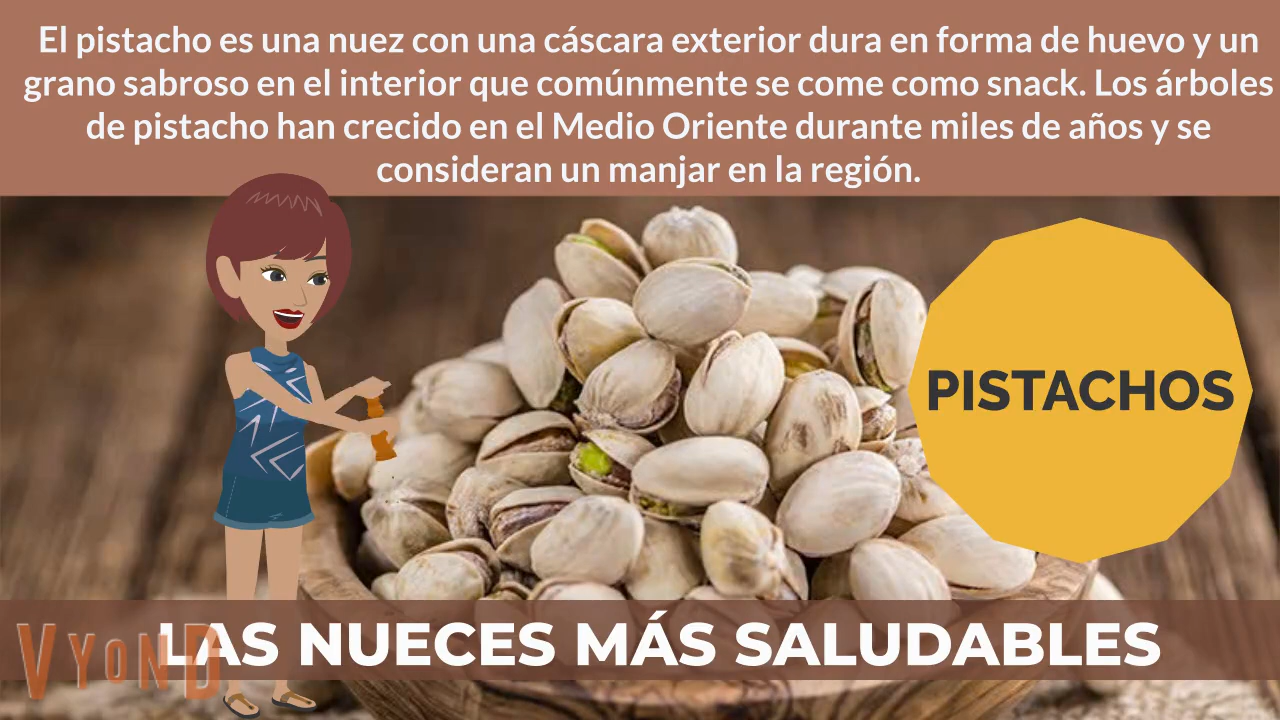 El pistacho es una nuez con una cáscara exterior dura en forma de huevo y un
grano sabroso en el interior que comúnmente se come como snack. Los árboles
de pistacho han crecido en el Medio Oriente durante miles de años y se
consideran un manjar en la región.
PISTACHOS
LAS NUECES MÁS SALUDABLES
VYOND